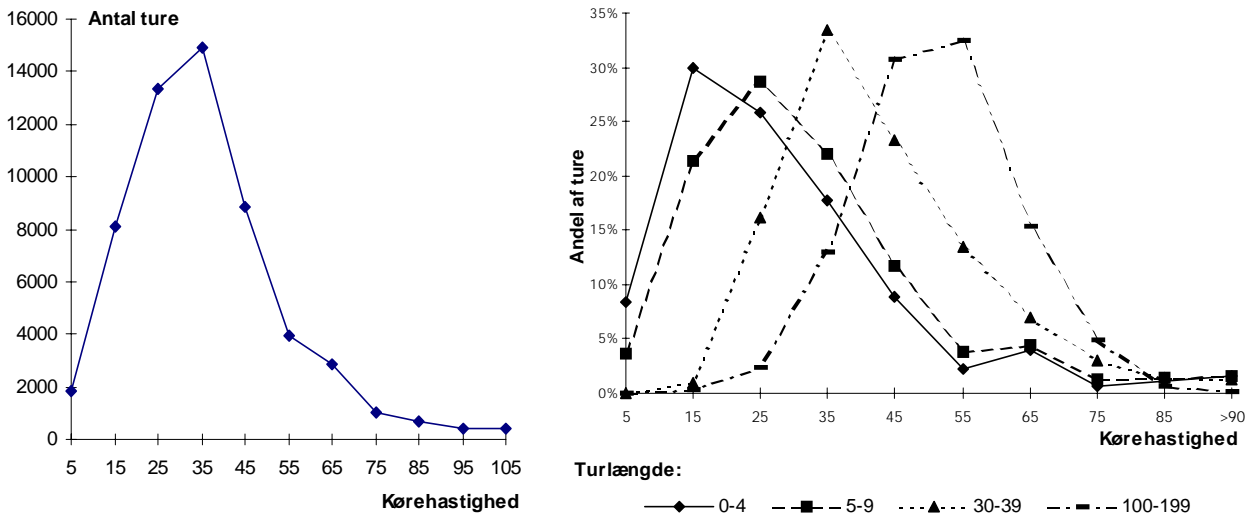 Antal ture
16000
14000
12000
10000
8000
6000
4000
2000
0
5 15 25 35 45 55 65 75 85 95 105
Kørehastighed
Andel af ture
35%
30%
25%
20%
15%
10%
5%
0%
5 15 25 35 45 55 65 75 85 >90
Kørehastighed
Turlængde:
0-4 5-9 30-39 100-199